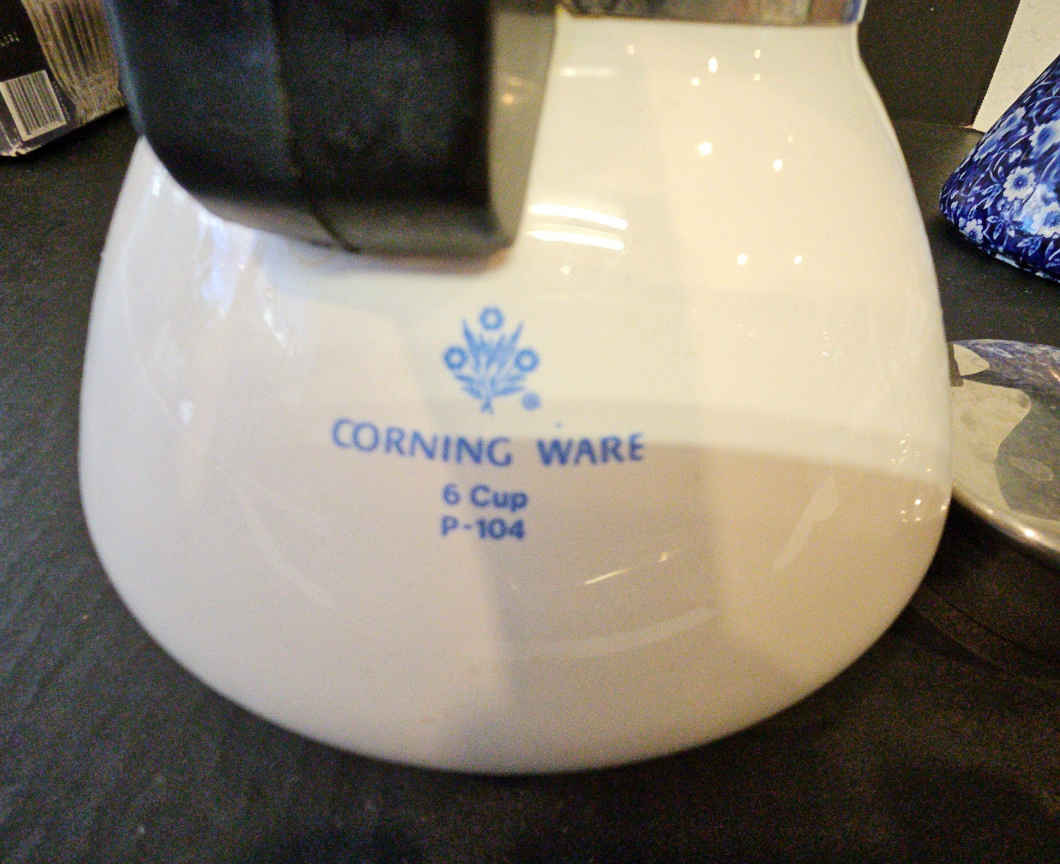 ®
CORNING WARE
6 Cup
P-104